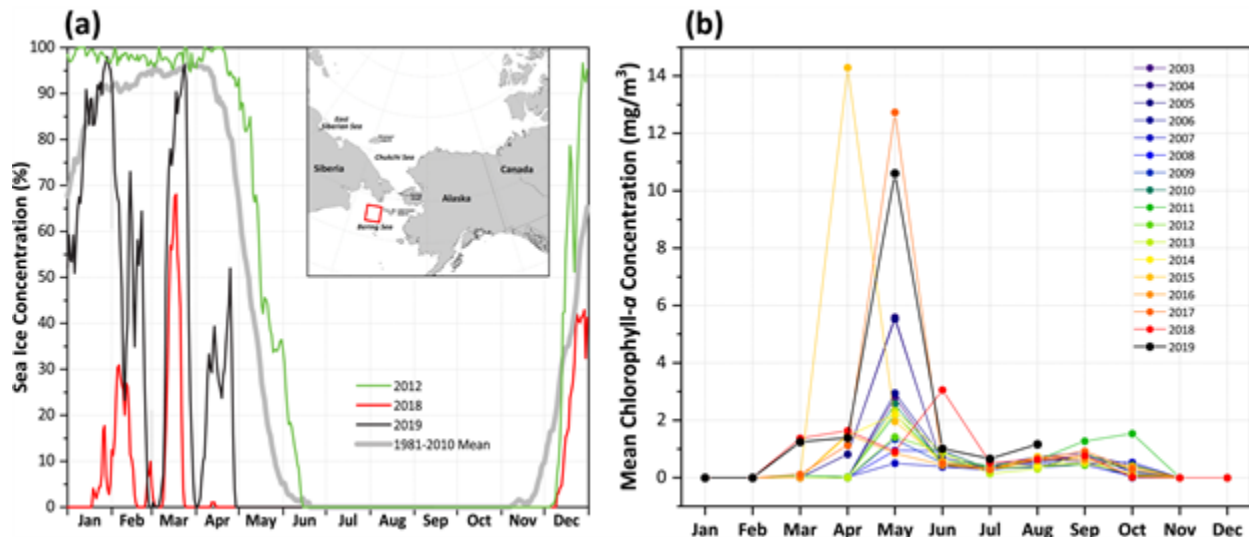 (a)
Sea Ice Concentration (%)
100
90
80
70
60
50
40
30
20
10
0
Jan Feb Mar Apr May Jun Jul Aug Sep Oct Nov Dec
East
Siberian Sea
Chukchi Sea
Siberia
Canada
Alaska
Bering Sea
2012
2018
2019
1981-2010 Mean
(b)
Mean Chlorophyll-a Concentration (mg/m³)
14
12
10
8
6
4
2
0
Jan Feb Mar Apr May Jun Jul Aug Sep Oct Nov Dec
2003
2004
2005
2006
2007
2008
2009
2010
2011
2012
2013
2014
2015
2016
2017
2018
2019